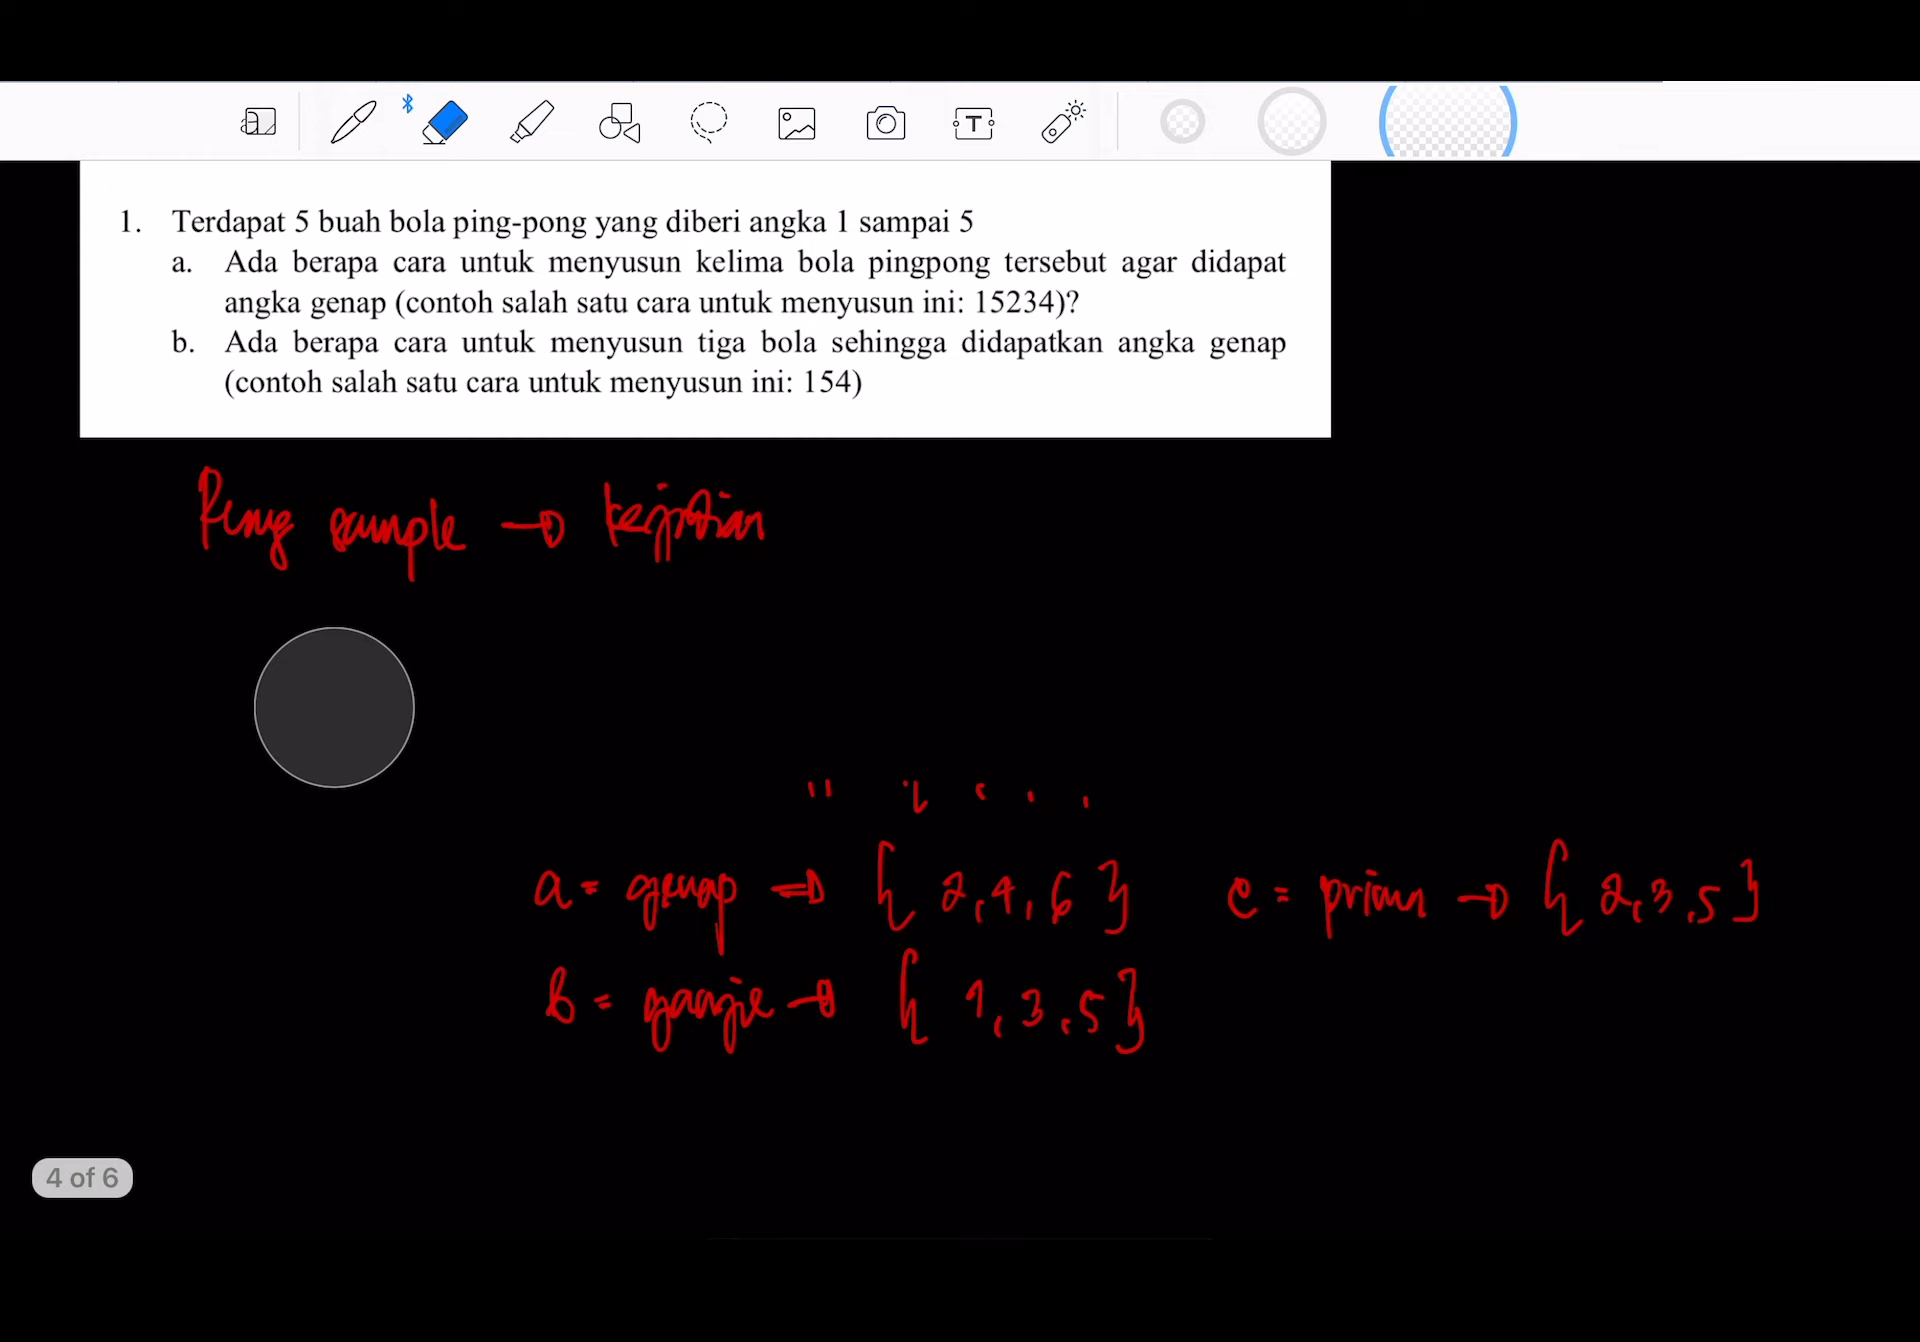 1. Terdapat 5 buah bola ping-pong yang diberi angka 1 sampai 5
a. Ada berapa cara untuk menyusun kelima bola pingpong tersebut agar didapat
angka genap (contoh salah satu cara untuk menyusun ini: 15234)?
b. Ada berapa cara untuk menyusun tiga bola sehingga didapatkan angka genap
(contoh salah satu cara untuk menyusun ini: 154)
sample →
a = genap ⇒ { 2,4,6 }
c = prima → { 2,3,5 }
b = → { 1,3,5 }
4 of 6